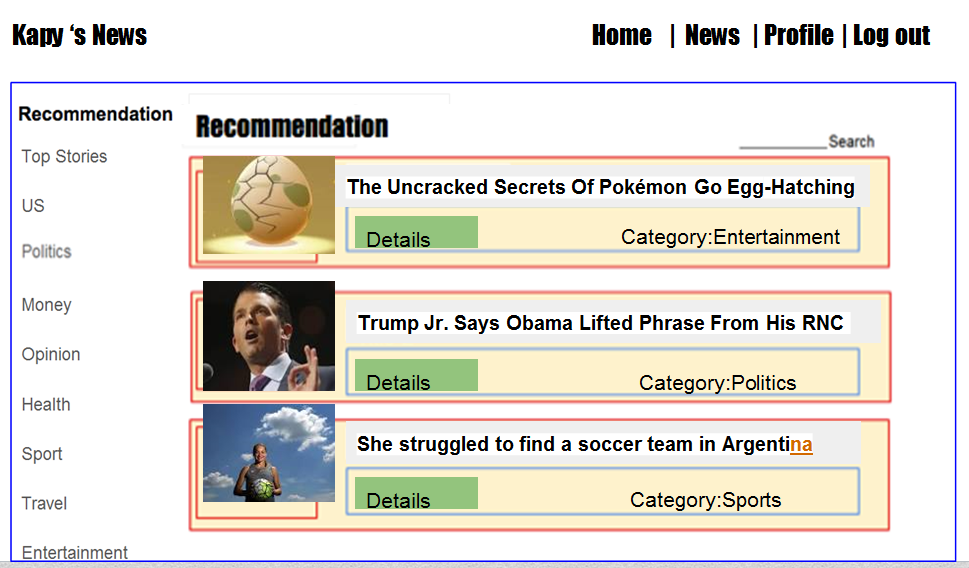 Kapy ‘s News
Home | News | Profile | Log out
Recommendation
Top Stories
US
Politics
Money
Opinion
Health
Sport
Travel
Entertainment
Recommendation
__________Search
The Uncracked Secrets Of Pokémon Go Egg-Hatching
Details
Category:Entertainment
Trump Jr. Says Obama Lifted Phrase From His RNC
Details
Category:Politics
She struggled to find a soccer team in Argentina
Details
Category:Sports